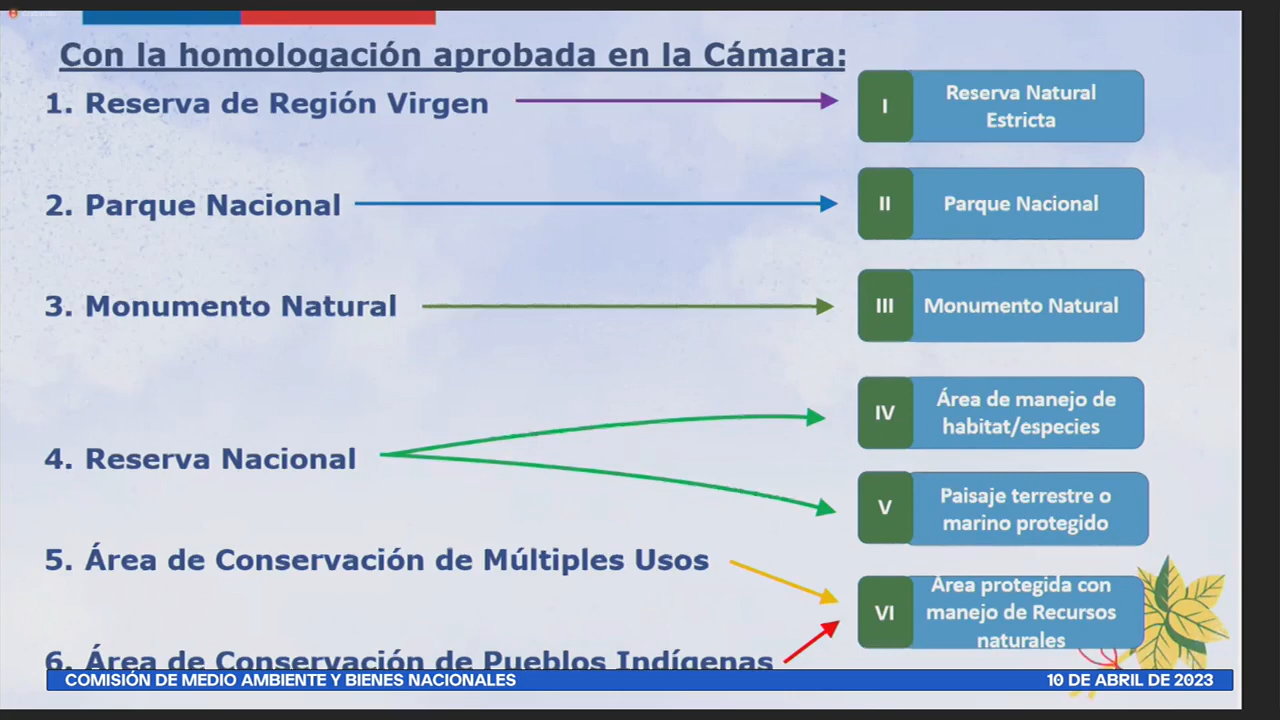 Con la homologación aprobada en la Cámara:
1. Reserva de Región Virgen
I
Reserva Natural
Estricta
2. Parque Nacional
II
Parque Nacional
3. Monumento Natural
III
Monumento Natural
4. Reserva Nacional
IV
Área de manejo de
habitat/especies
V
Paisaje terrestre o
marino protegido
5. Área de Conservación de Múltiples Usos
VI
Área protegida con
manejo de Recursos
naturales
6. Área de Conservación de Pueblos Indígenas
COMISIÓN DE MEDIO AMBIENTE Y BIENES NACIONALES
10 DE ABRIL DE 2023